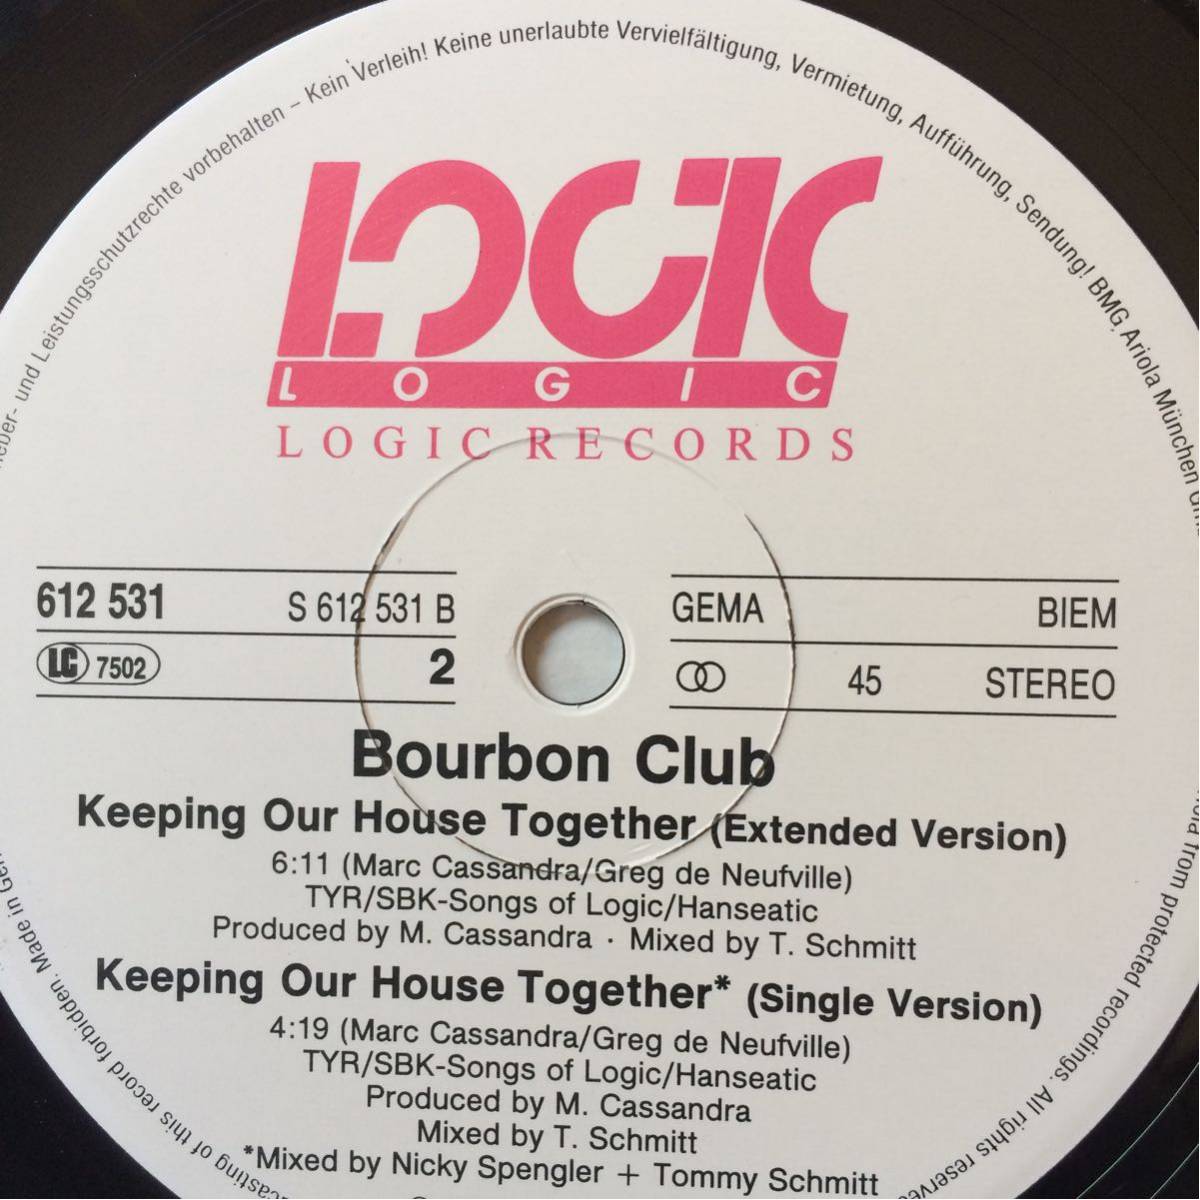 LOGIC
LOGIC
LOGIC RECORDS
612 531 S 612 531 B
LC 7502 2
GEMA BIEM
45 STEREO
Bourbon Club
Keeping Our House Together (Extended Version)
6:11 (Marc Cassandra/Greg de Neufville)
TYR/SBK-Songs of Logic/Hanseatic
Produced by M. Cassandra · Mixed by T. Schmitt
Keeping Our House Together* (Single Version)
4:19 (Marc Cassandra/Greg de Neufville)
TYR/SBK-Songs of Logic/Hanseatic
Produced by M. Cassandra
Mixed by T. Schmitt
*Mixed by Nicky Spengler + Tommy Schmitt
und Leistungsschutzrechte vorbehalten – Kein Verleih! Keine unerlaubte Vervielfältigung, Vermietung, Aufführung, Sendung! BMG Ariola München
from protected recordings. All rights reserved
of this record forbidden. Made in